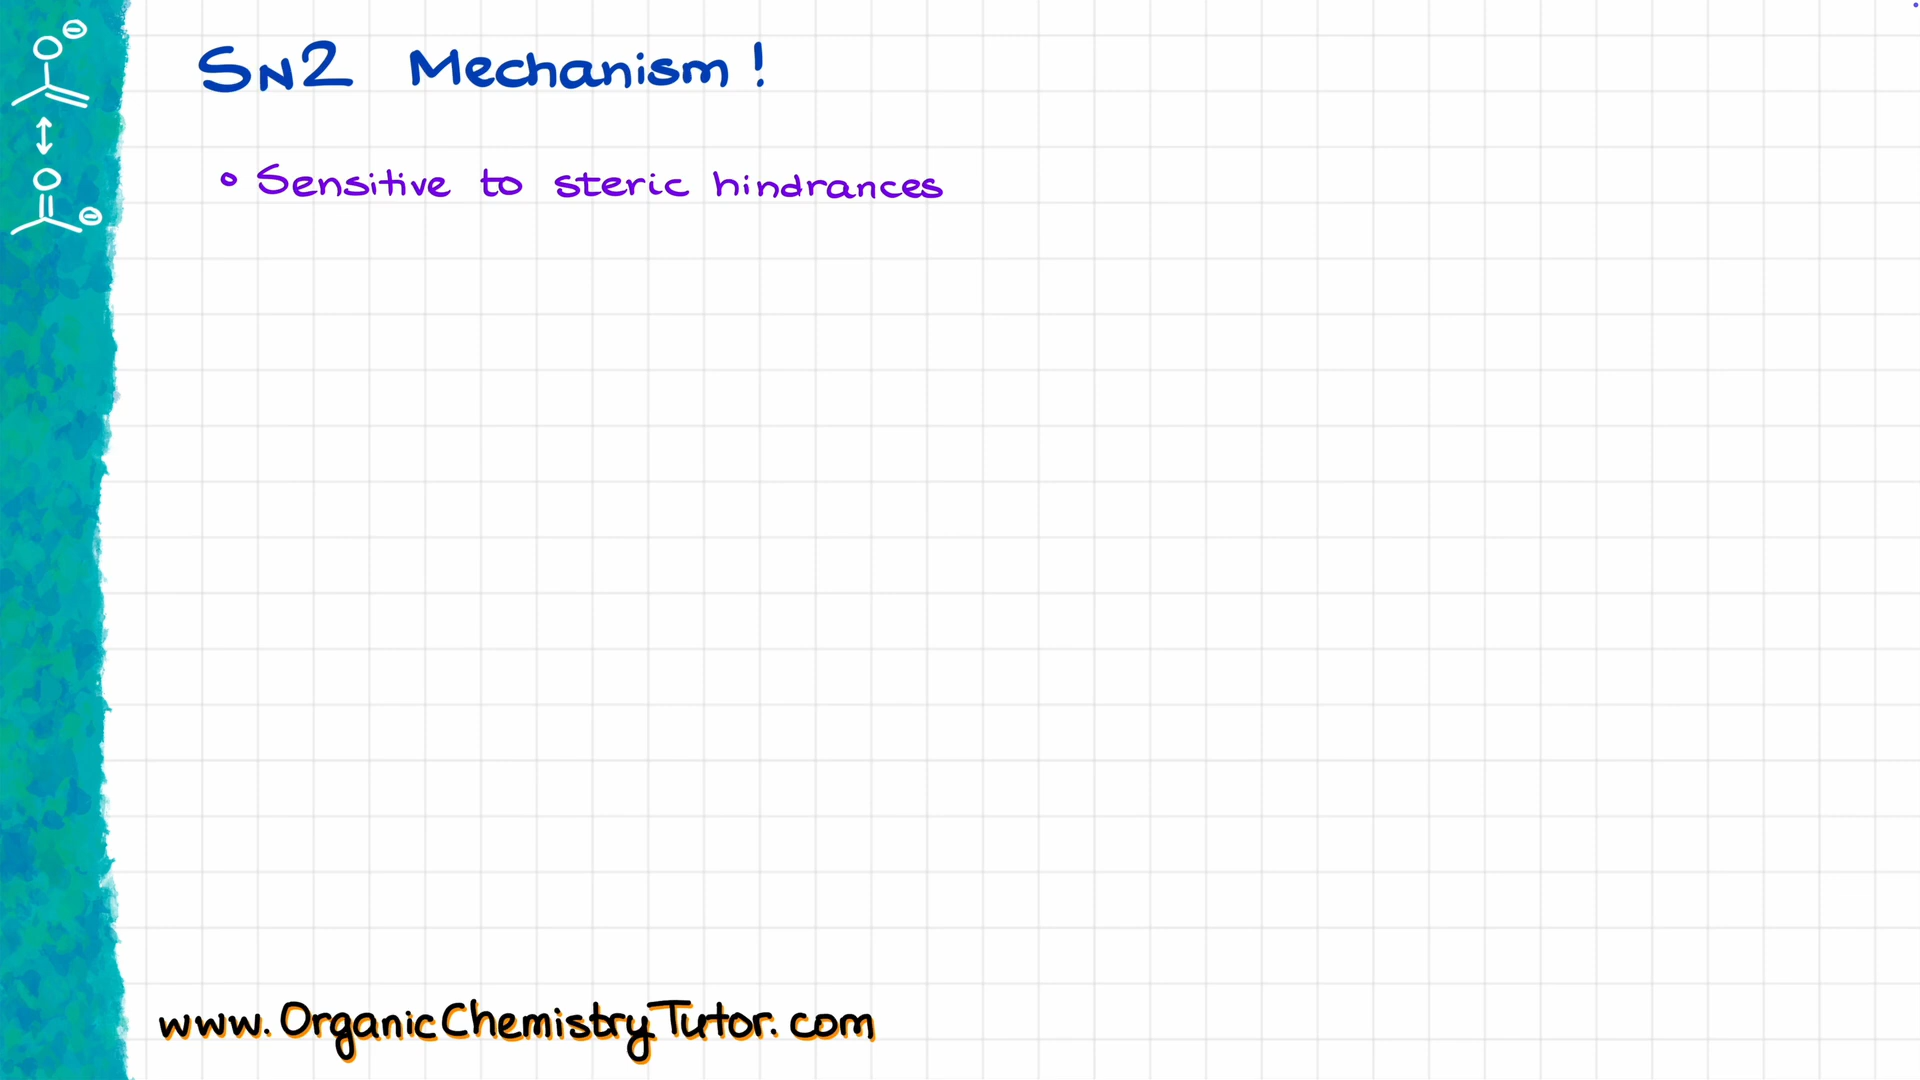 O⊖
O
⊖
SN2 Mechanism!
• Sensitive to steric hindrances
www.OrganicChemistryTutor.com